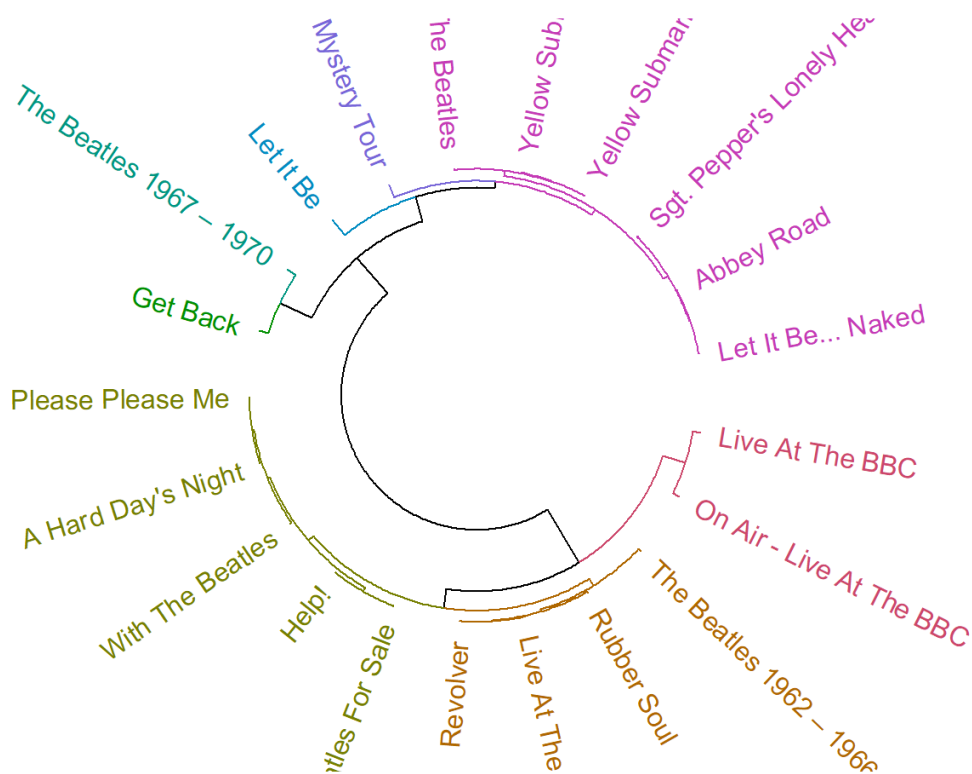 The Beatles 1967 – 1970
Let It Be
Mystery Tour
he Beatles
Yellow Sub
Yellow Submar
Sgt. Pepper's Lonely Hea
Abbey Road
Let It Be... Naked
Get Back
Please Please Me
A Hard Day's Night
With The Beatles
Help!
tles For Sale
Revolver
Live At The
Rubber Soul
The Beatles 1962 – 1966
On Air - Live At The BBC
Live At The BBC